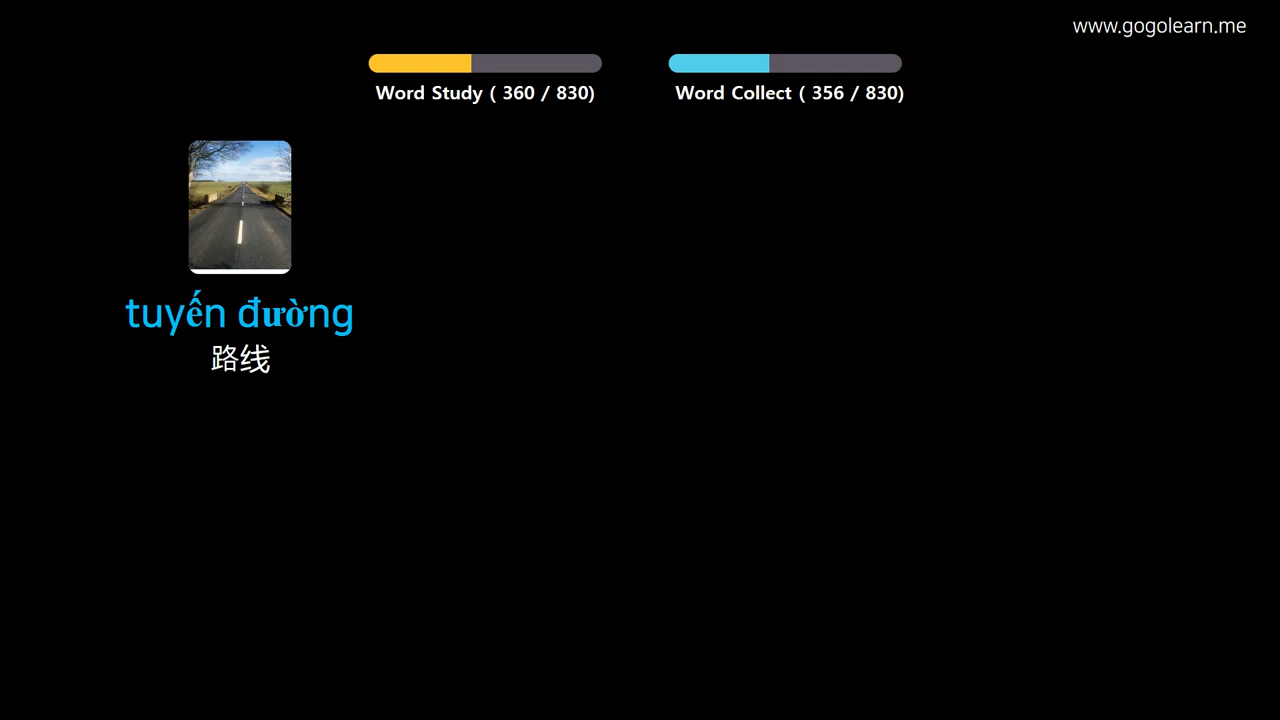 www.gogolearn.me
Word Study ( 360 / 830)
Word Collect ( 356 / 830)
tuyến đường
路线